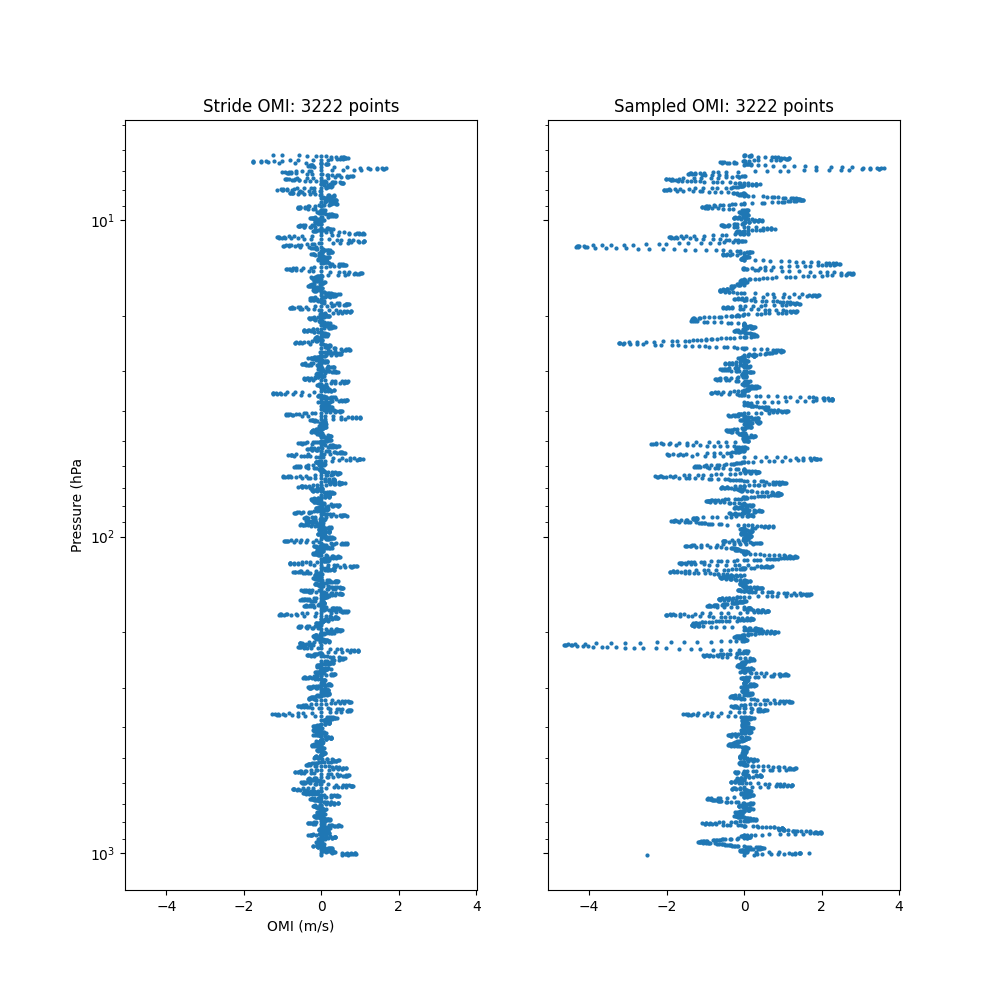 Stride OMI: 3222 points
Sampled OMI: 3222 points
Pressure (hPa
10¹
10²
10³
−4 −2 0 2 4
−4 −2 0 2 4
OMI (m/s)